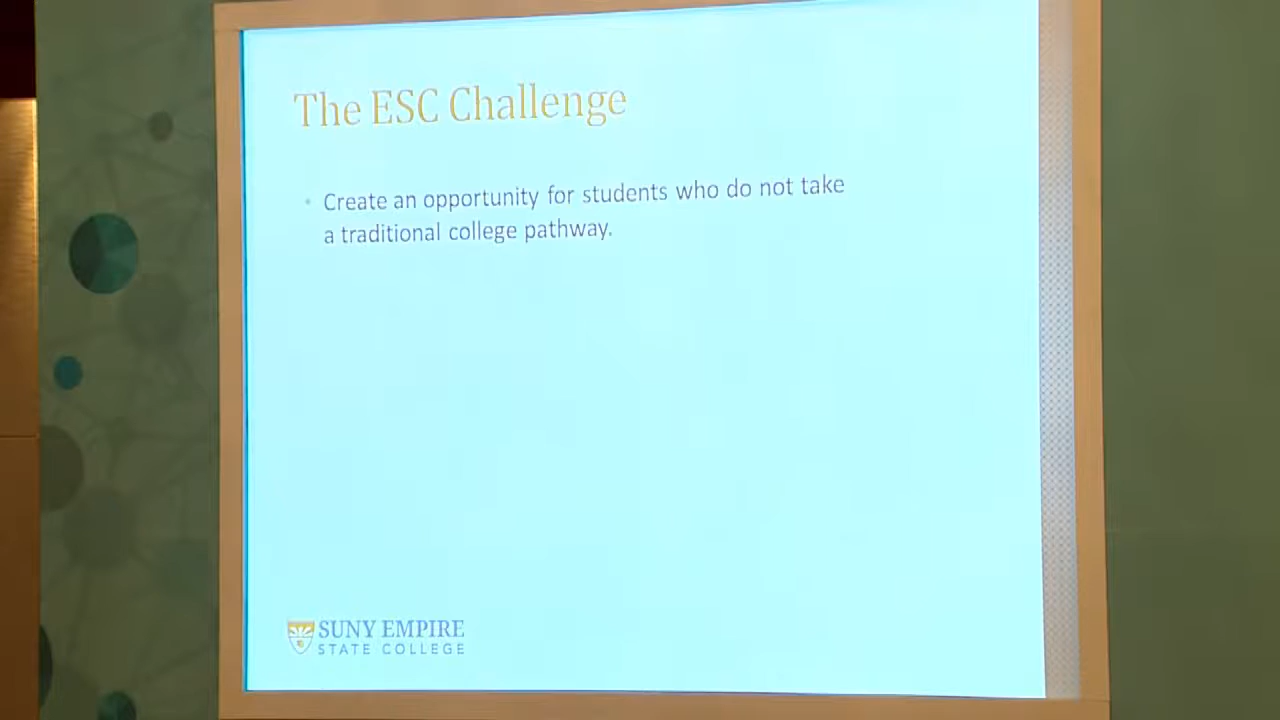 The ESC Challenge
• Create an opportunity for students who do not take
a traditional college pathway.
SUNY EMPIRE
STATE COLLEGE